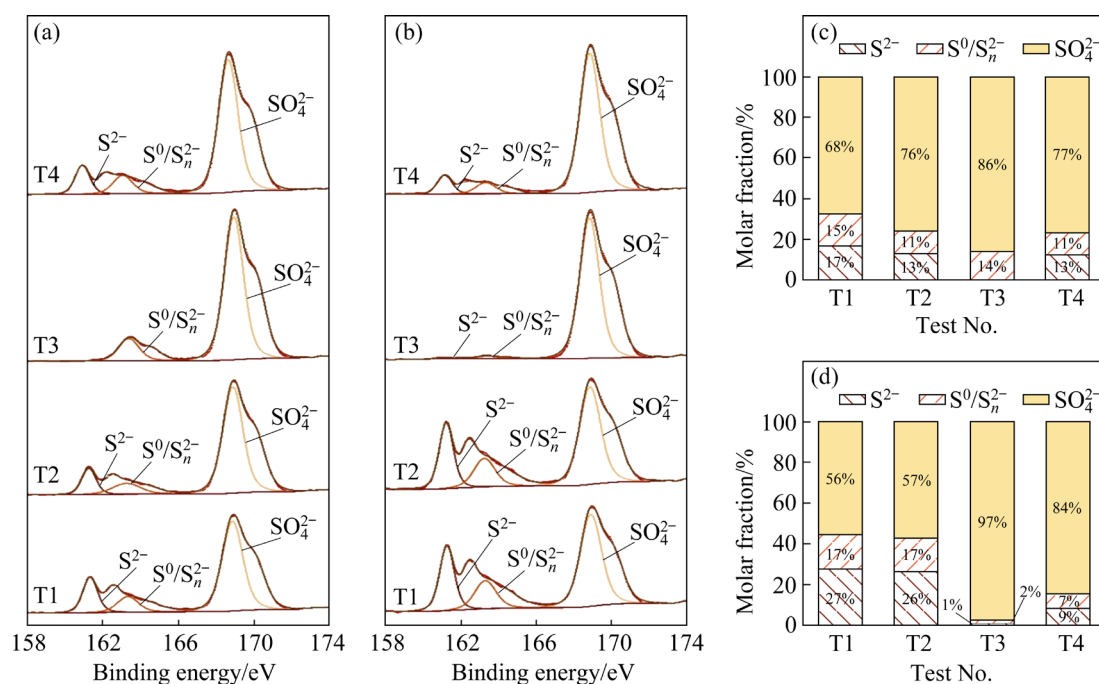 (a)
SO₄²⁻
S²⁻
S⁰/Sₙ²⁻
T4
SO₄²⁻
S⁰/Sₙ²⁻
T3
SO₄²⁻
S²⁻
S⁰/Sₙ²⁻
T2
SO₄²⁻
S²⁻
S⁰/Sₙ²⁻
T1
158 162 166 170 174
Binding energy/eV
(b)
SO₄²⁻
S²⁻
S⁰/Sₙ²⁻
T4
SO₄²⁻
S²⁻
S⁰/Sₙ²⁻
T3
SO₄²⁻
S²⁻
S⁰/Sₙ²⁻
T2
SO₄²⁻
S²⁻
S⁰/Sₙ²⁻
T1
158 162 166 170 174
Binding energy/eV
(c)
S²⁻ S⁰/Sₙ²⁻ SO₄²⁻
Molar fraction/%
100
80
60
40
20
0
68% 76% 86% 77%
15% 11% 14% 11%
17% 13% 13%
T1 T2 T3 T4
Test No.
(d)
S²⁻ S⁰/Sₙ²⁻ SO₄²⁻
Molar fraction/%
100
80
60
40
20
0
56% 57% 97% 84%
17% 17% 2% 7%
27% 26% 1% 9%
T1 T2 T3 T4
Test No.